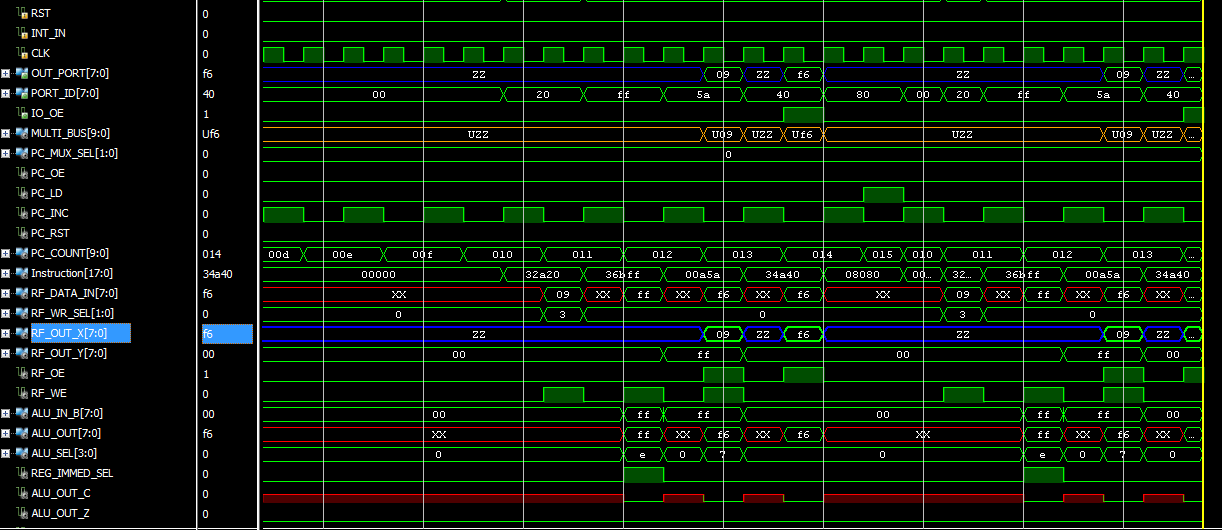 RST 0
INT_IN 0
CLK 0
OUT_PORT[7:0] f6 ZZ 09 ZZ f6 ZZ 09 ZZ ...
PORT_ID[7:0] 40 00 20 ff 5a 40 80 00 20 ff 5a 40
IO_OE 1
MULTI_BUS[9:0] Uf6 UZZ U09 UZZ Uf6 UZZ U09 UZZ ...
PC_MUX_SEL[1:0] 0 0
PC_OE 0
PC_LD 0
PC_INC 0
PC_RST 0
PC_COUNT[9:0] 014 00d 00e 00f 010 011 012 013 014 015 010 011 012 013 ...
Instruction[17:0] 34a40 00000 32a20 36bff 00a5a 34a40 08080 00... 32... 36bff 00a5a 34a40
RF_DATA_IN[7:0] f6 XX 09 XX ff XX f6 XX f6 XX 09 XX ff XX f6 XX ...
RF_WR_SEL[1:0] 0 0 3 0 3 0
RF_OUT_X[7:0] f6 ZZ 09 ZZ f6 ZZ 09 ZZ ...
RF_OUT_Y[7:0] 00 00 ff 00 ff 00
RF_OE 1
RF_WE 0
ALU_IN_B[7:0] 00 00 ff ff 00 ff ff 00
ALU_OUT[7:0] f6 XX ff XX f6 XX f6 XX ff XX f6 XX ...
ALU_SEL[3:0] 0 0 e 0 7 0 e 0 7 0
REG_IMMED_SEL 0
ALU_OUT_C 0
ALU_OUT_Z 0